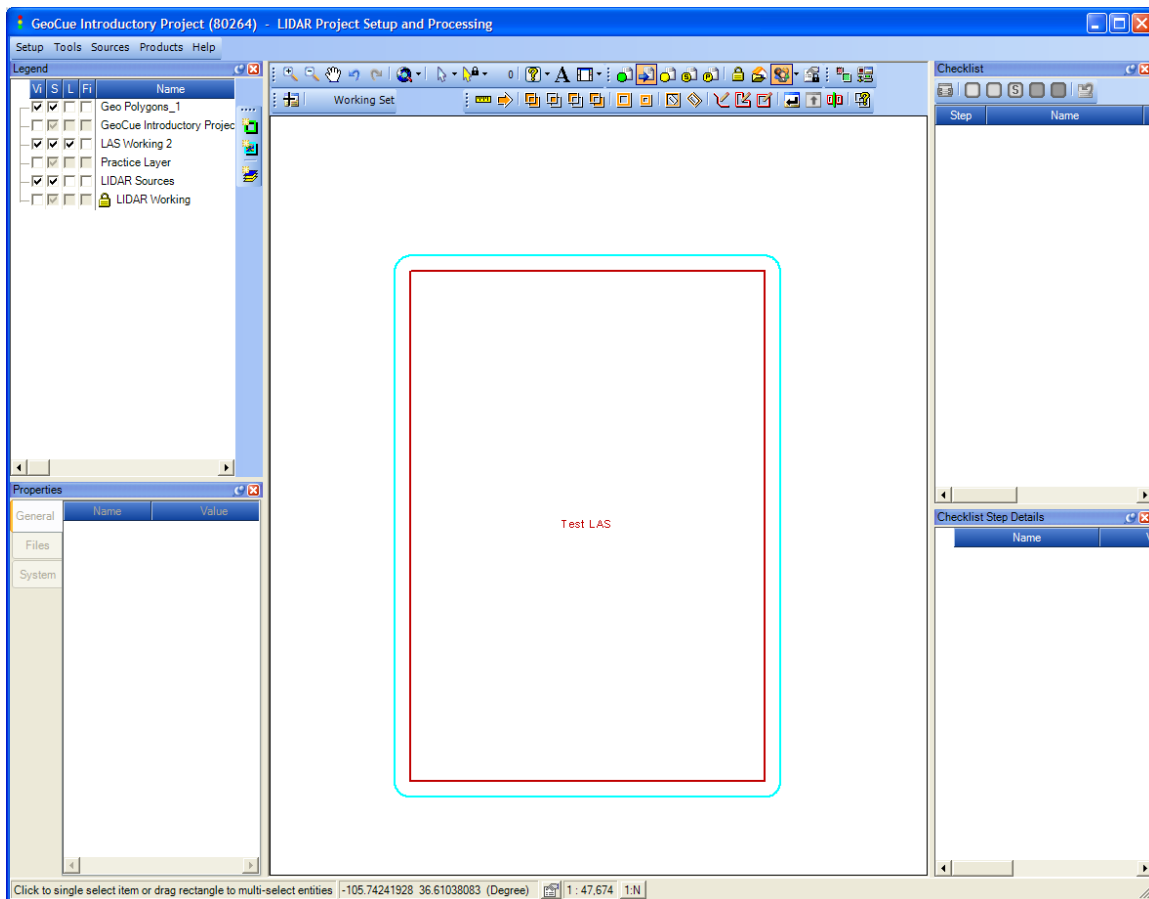 GeoCue Introductory Project (80264) - LIDAR Project Setup and Processing
Setup Tools Sources Products Help
Legend
Vi S L Fi Name
Geo Polygons_1
GeoCue Introductory Projec
LAS Working 2
Practice Layer
LIDAR Sources
LIDAR Working
0 ? A
Working Set
Test LAS
Properties
General
Files
System
Name Value
Checklist
S
Step Name
Checklist Step Details
Name V
Click to single select item or drag rectangle to multi-select entities -105.74241928 36.61038083 (Degree) 1 : 47,674 1:N